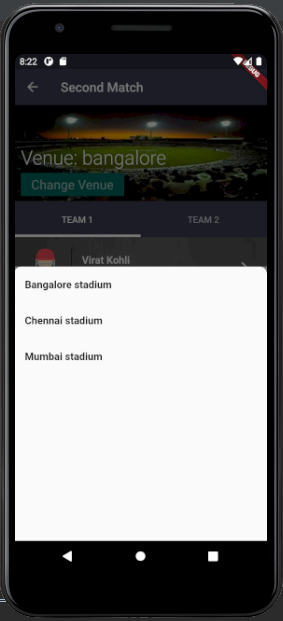 8:22
DEBUG
Second Match
Venue: bangalore
Change Venue
TEAM 1
TEAM 2
Virat Kohli
Bangalore stadium
Chennai stadium
Mumbai stadium